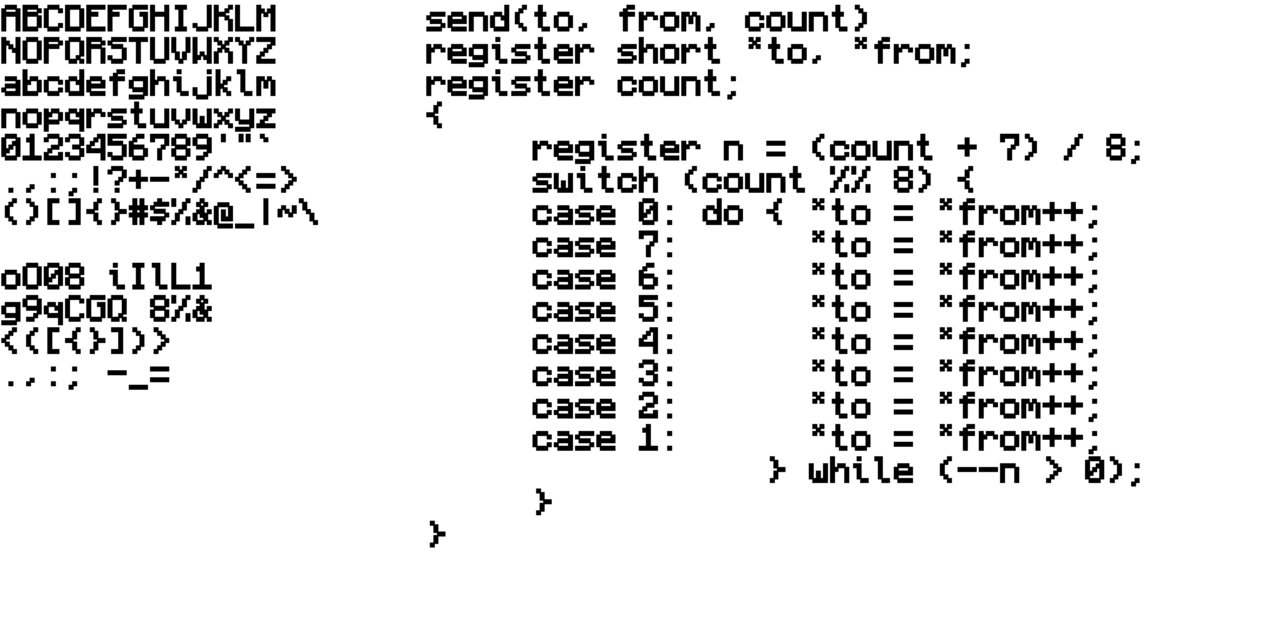 ABCDEFGHIJKLM
NOPQRSTUVWXYZ
abcdefghijklm
nopqrstuvwxyz
0123456789'"`
.,:;!?+-*/^<=>
()[]{}#$%&@_|~\
oO08 iIlL1
g9qCGQ 8%&
<([{}])>
.,:; -_=
send(to, from, count)
register short *to, *from;
register count;
{
    register n = (count + 7) / 8;
    switch (count %% 8) {
    case 0: do { *to = *from++;
    case 7:      *to = *from++;
    case 6:      *to = *from++;
    case 5:      *to = *from++;
    case 4:      *to = *from++;
    case 3:      *to = *from++;
    case 2:      *to = *from++;
    case 1:      *to = *from++;
               } while (--n > 0);
    }
}